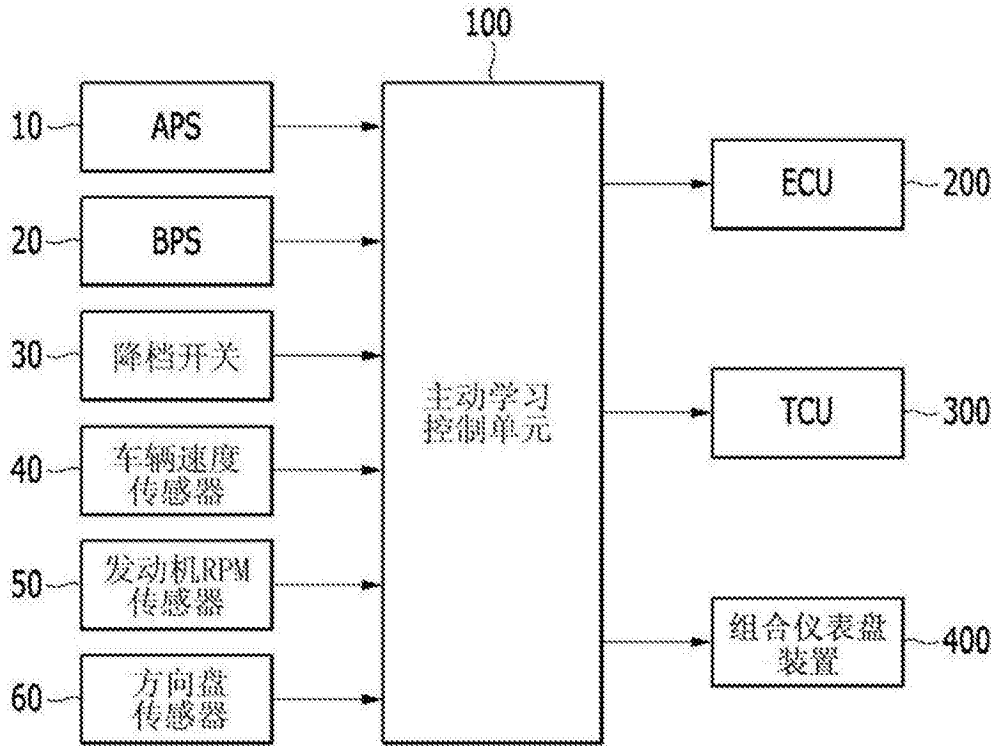 100
10
APS
20
BPS
30
降档开关
40
车辆速度
传感器
50
发动机RPM
传感器
60
方向盘
传感器
主动学习
控制单元
ECU
200
TCU
300
组合仪表盘
装置
400